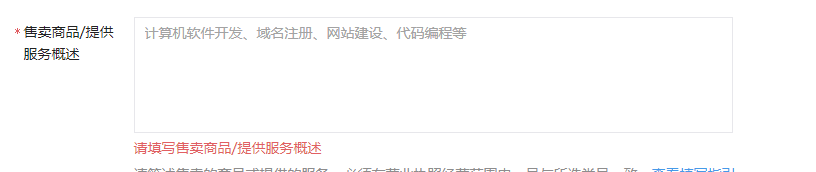 * 售卖商品/提供
服务概述
计算机软件开发、域名注册、网站建设、代码编程等
请填写售卖商品/提供服务概述